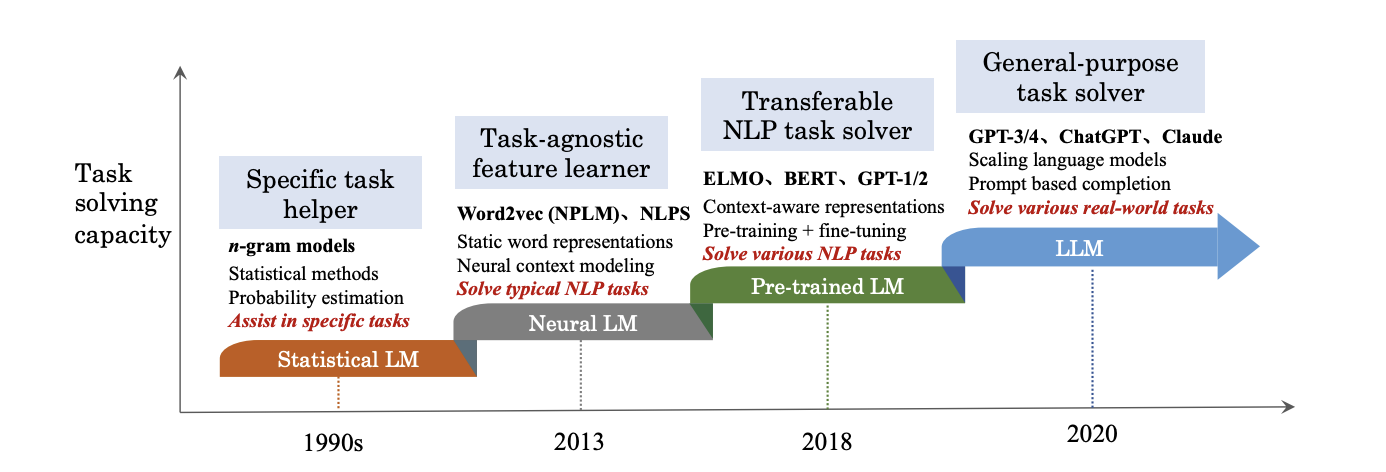 Task
solving
capacity
Specific task
helper
n-gram models
Statistical methods
Probability estimation
Assist in specific tasks
Statistical LM
1990s
Task-agnostic
feature learner
Word2vec (NPLM)、NLPS
Static word representations
Neural context modeling
Solve typical NLP tasks
Neural LM
2013
Transferable
NLP task solver
ELMO、BERT、GPT-1/2
Context-aware representations
Pre-training + fine-tuning
Solve various NLP tasks
Pre-trained LM
2018
General-purpose
task solver
GPT-3/4、ChatGPT、Claude
Scaling language models
Prompt based completion
Solve various real-world tasks
LLM
2020